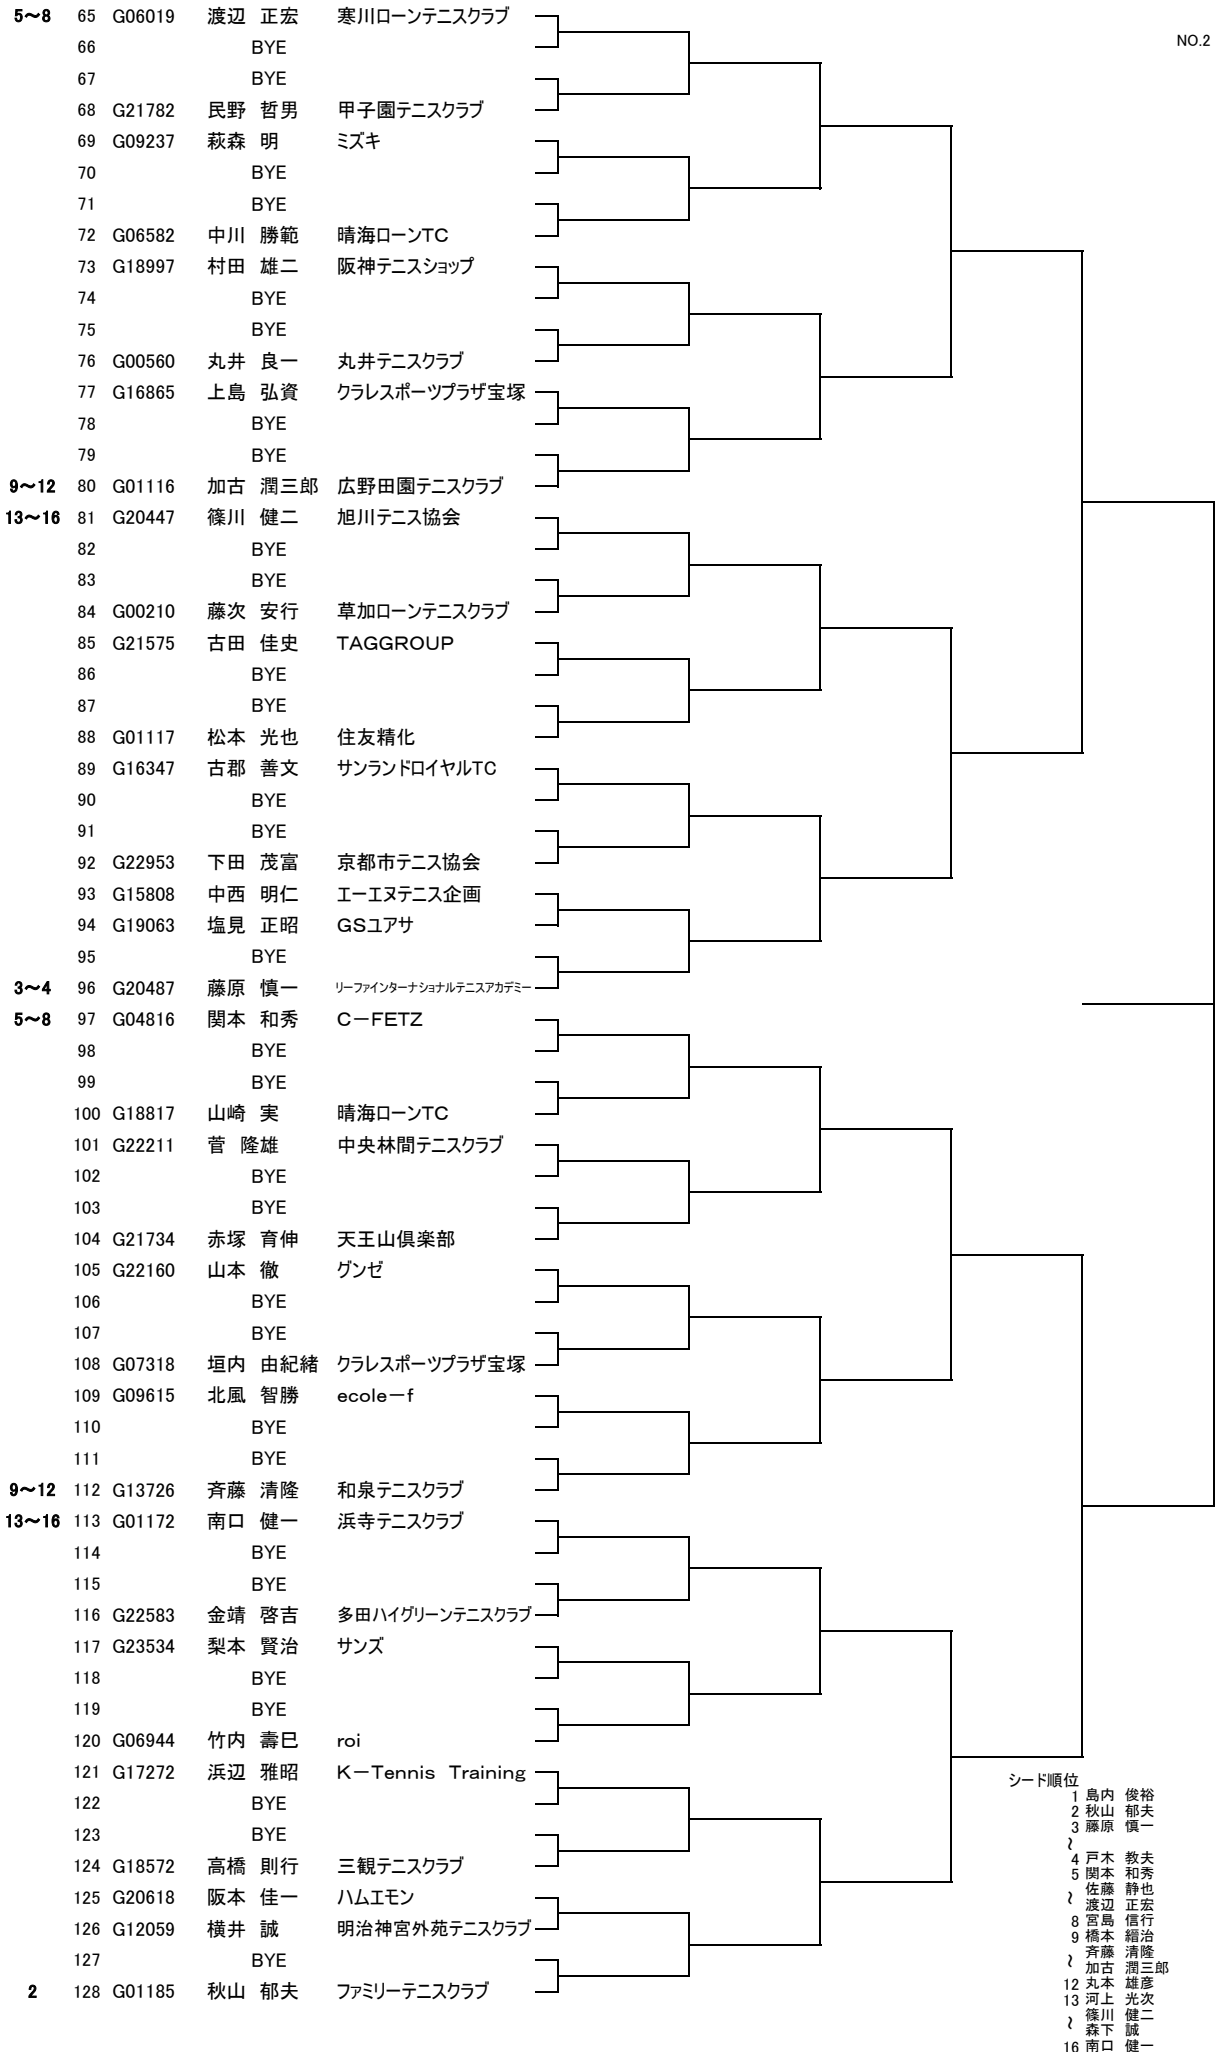 NO.2
5～8 65 G06019 渡辺 正宏 寒川ローンテニスクラブ
66 BYE
67 BYE
68 G21782 民野 哲男 甲子園テニスクラブ
69 G09237 萩森 明 ミズキ
70 BYE
71 BYE
72 G06582 中川 勝範 晴海ローンTC
73 G18997 村田 雄二 阪神テニスショップ
74 BYE
75 BYE
76 G00560 丸井 良一 丸井テニスクラブ
77 G16865 上島 弘資 クラレスポーツプラザ宝塚
78 BYE
79 BYE
9～12 80 G01116 加古 潤三郎 広野田園テニスクラブ
13～16 81 G20447 篠川 健二 旭川テニス協会
82 BYE
83 BYE
84 G00210 藤次 安行 草加ローンテニスクラブ
85 G21575 古田 佳史 TAGGROUP
86 BYE
87 BYE
88 G01117 松本 光也 住友精化
89 G16347 古郡 善文 サンランドロイヤルTC
90 BYE
91 BYE
92 G22953 下田 茂富 京都市テニス協会
93 G15808 中西 明仁 エーエヌテニス企画
94 G19063 塩見 正昭 GSユアサ
95 BYE
3～4 96 G20487 藤原 慎一 リーファインターナショナルテニスアカデミー
5～8 97 G04816 関本 和秀 C－FETZ
98 BYE
99 BYE
100 G18817 山崎 実 晴海ローンTC
101 G22211 菅 隆雄 中央林間テニスクラブ
102 BYE
103 BYE
104 G21734 赤塚 育伸 天王山倶楽部
105 G22160 山本 徹 グンゼ
106 BYE
107 BYE
108 G07318 垣内 由紀緒 クラレスポーツプラザ宝塚
109 G09615 北風 智勝 ecole－f
110 BYE
111 BYE
9～12 112 G13726 斉藤 清隆 和泉テニスクラブ
13～16 113 G01172 南口 健一 浜寺テニスクラブ
114 BYE
115 BYE
116 G22583 金靖 啓吉 多田ハイグリーンテニスクラブ
117 G23534 梨本 賢治 サンズ
118 BYE
119 BYE
120 G06944 竹内 壽巳 roi
121 G17272 浜辺 雅昭 K－Tennis Training
122 BYE
123 BYE
124 G18572 高橋 則行 三観テニスクラブ
125 G20618 阪本 佳一 ハムエモン
126 G12059 横井 誠 明治神宮外苑テニスクラブ
127 BYE
2 128 G01185 秋山 郁夫 ファミリーテニスクラブ
シード順位
1 島内 俊裕
2 秋山 郁夫
3 藤原 慎一
～
4 戸木 教夫
5 関本 和秀
佐藤 静也
～
渡辺 正宏
8 宮島 信行
9 橋本 縉治
斉藤 清隆
～
加古 潤三郎
12 丸本 雄彦
13 河上 光次
篠川 健二
～
森下 誠
16 南口 健一